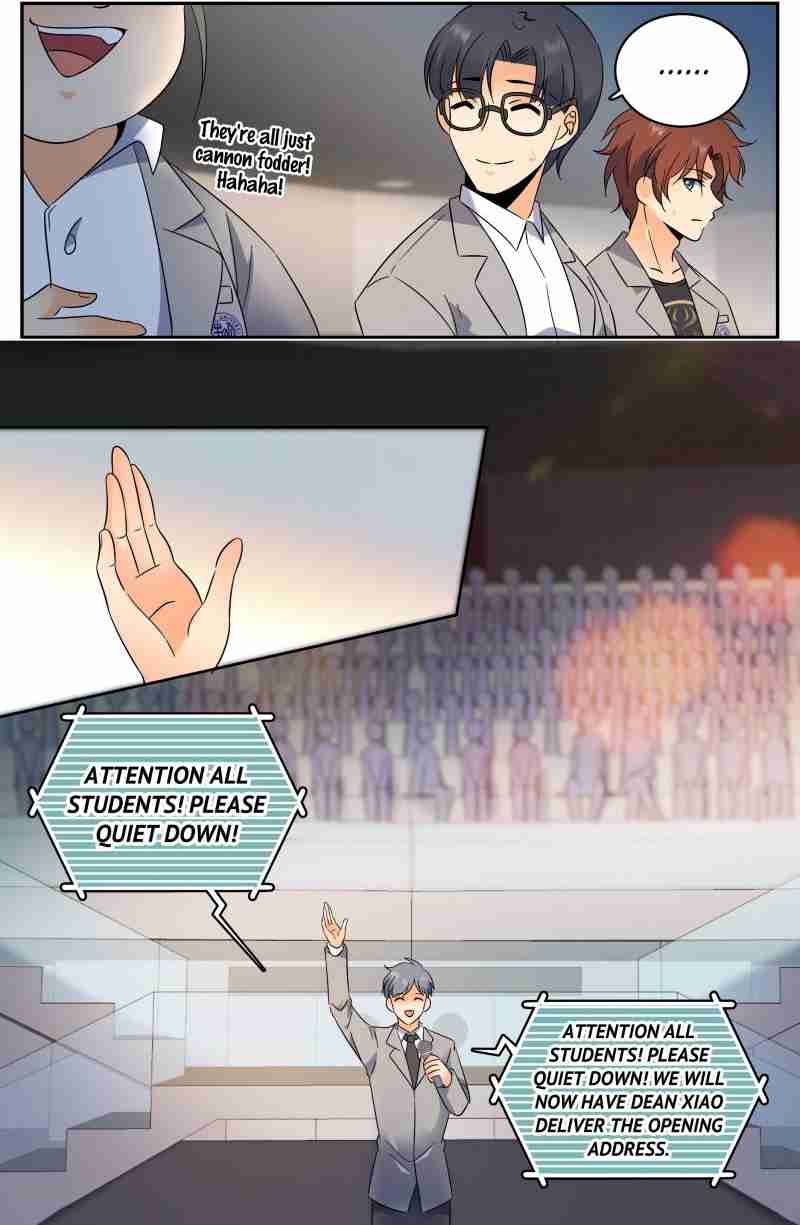 They're all just
cannon fodder!
Hahaha!
......
ATTENTION ALL
STUDENTS! PLEASE
QUIET DOWN!
ATTENTION ALL
STUDENTS! PLEASE
QUIET DOWN! WE WILL
NOW HAVE DEAN XIAO
DELIVER THE OPENING
ADDRESS.